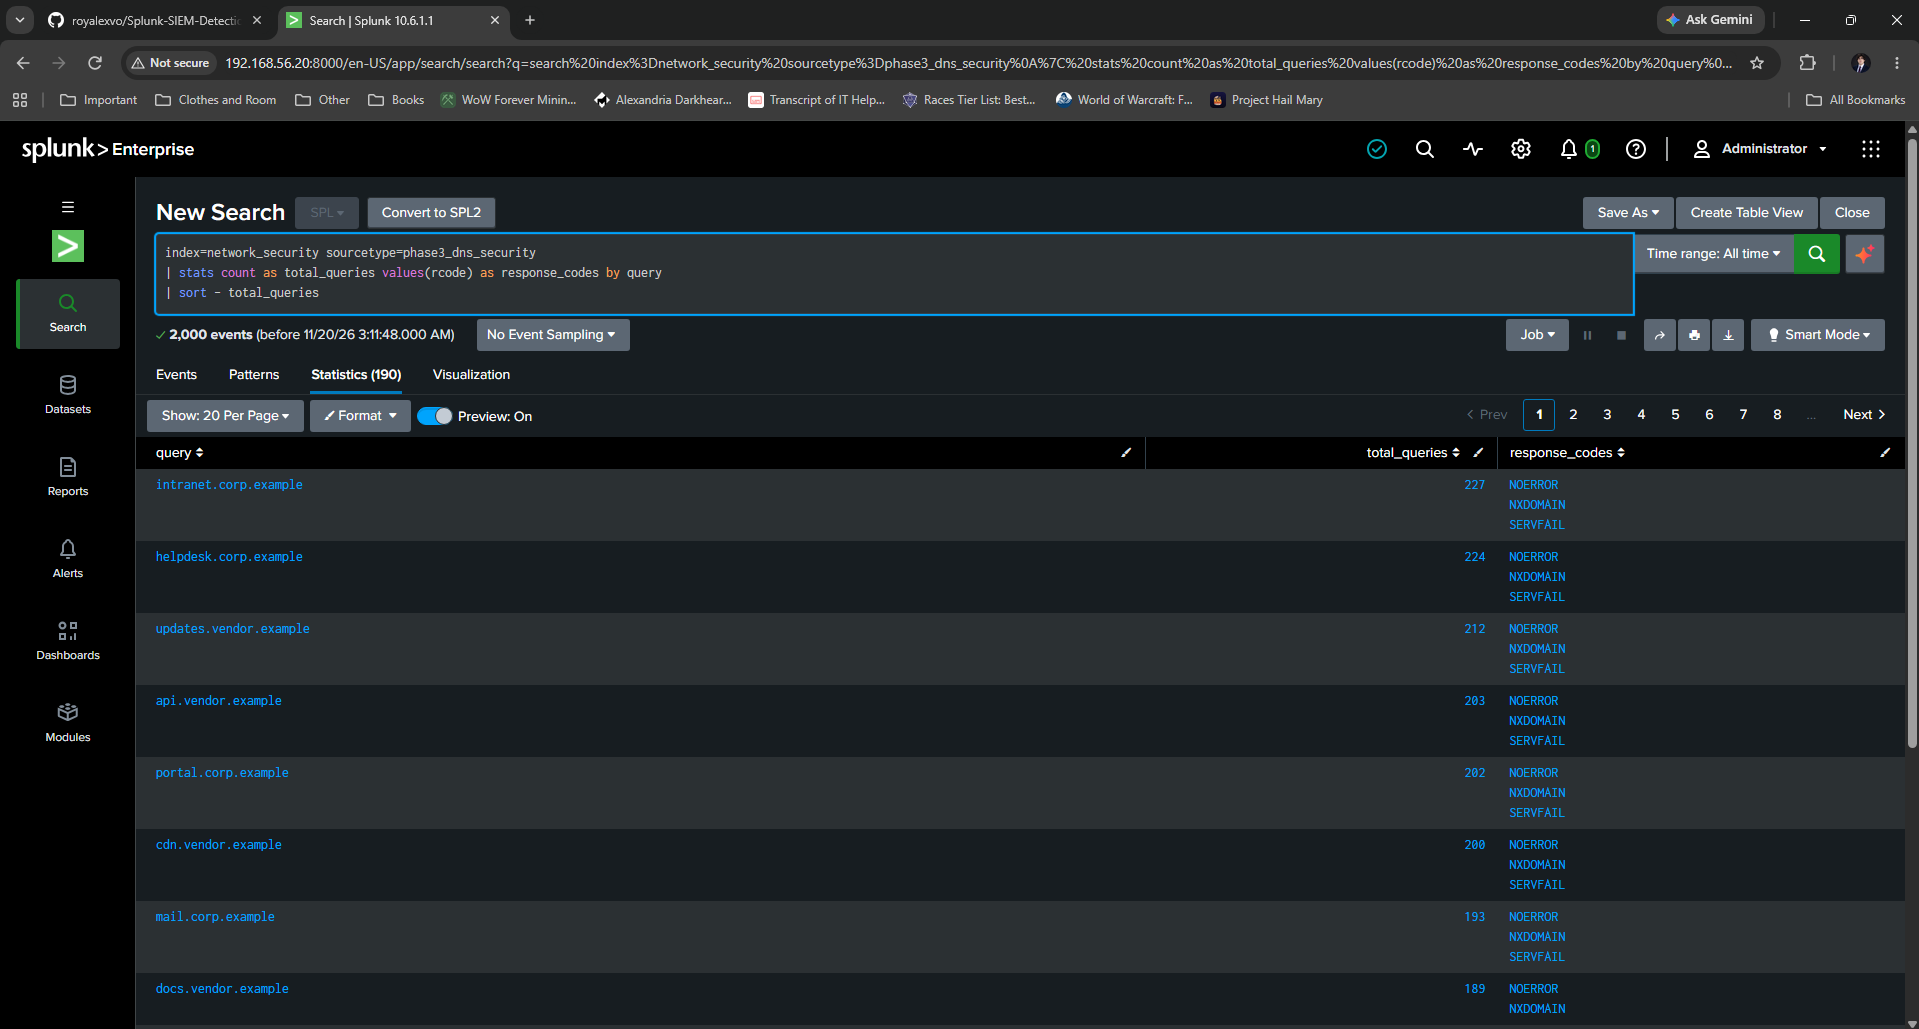 royalexvo/Splunk-SIEM-Detectio
Search | Splunk 10.6.1.1
Ask Gemini
Not secure
192.168.56.20:8000/en-US/app/search/search?q=search%20index%3Dnetwork_security%20sourcetype%3Dphase3_dns_security%0A%7C%20stats%20count%20as%20total_queries%20values(rcode)%20as%20response_codes%20by%20query%0...
Important
Clothes and Room
Other
Books
WoW Forever Minin...
Alexandria Darkhear...
Transcript of IT Help...
Races Tier List: Best...
World of Warcraft: F...
Project Hail Mary
All Bookmarks
splunk>Enterprise
1
Administrator
New Search
SPL
Convert to SPL2
Save As
Create Table View
Close
index=network_security sourcetype=phase3_dns_security
| stats count as total_queries values(rcode) as response_codes by query
| sort - total_queries
Time range: All time
2,000 events (before 11/20/26 3:11:48.000 AM)
No Event Sampling
Job
Smart Mode
Search
Datasets
Reports
Alerts
Dashboards
Modules
Events
Patterns
Statistics (190)
Visualization
Show: 20 Per Page
Format
Preview: On
< Prev
1
2
3
4
5
6
7
8
...
Next >
query
total_queries
response_codes
intranet.corp.example
227
NOERROR
NXDOMAIN
SERVFAIL
helpdesk.corp.example
224
NOERROR
NXDOMAIN
SERVFAIL
updates.vendor.example
212
NOERROR
NXDOMAIN
SERVFAIL
api.vendor.example
203
NOERROR
NXDOMAIN
SERVFAIL
portal.corp.example
202
NOERROR
NXDOMAIN
SERVFAIL
cdn.vendor.example
200
NOERROR
NXDOMAIN
SERVFAIL
mail.corp.example
193
NOERROR
NXDOMAIN
SERVFAIL
docs.vendor.example
189
NOERROR
NXDOMAIN